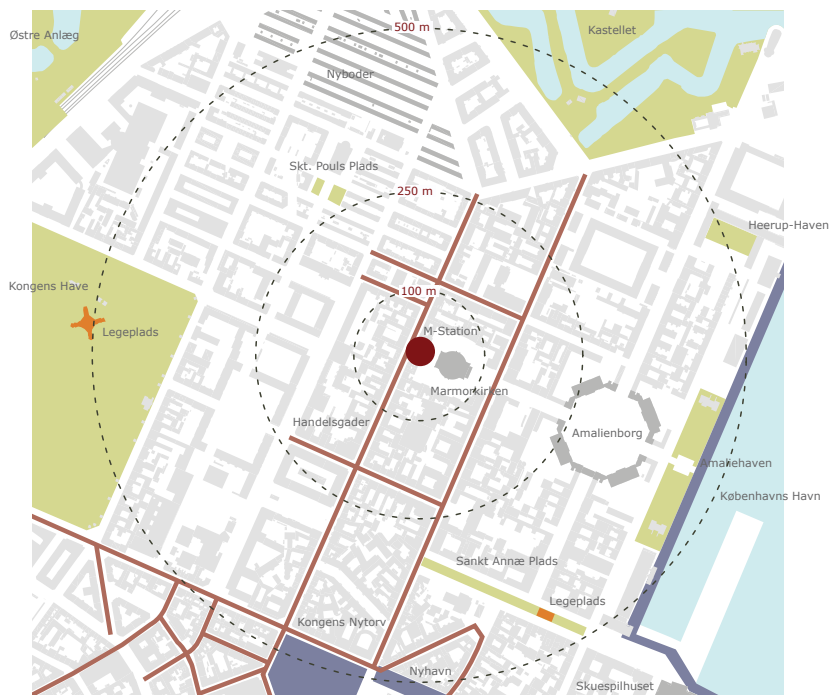 500 m
Kastellet
Østre Anlæg
Nyboder
Skt. Pouls Plads
250 m
Heerup-Haven
Kongens Have
100 m
Legeplads
M-Station
Marmorkirken
Handelsgader
Amalienborg
Amaliehaven
Københavns Havn
Sankt Annæ Plads
Legeplads
Kongens Nytorv
Nyhavn
Skuespilhuset